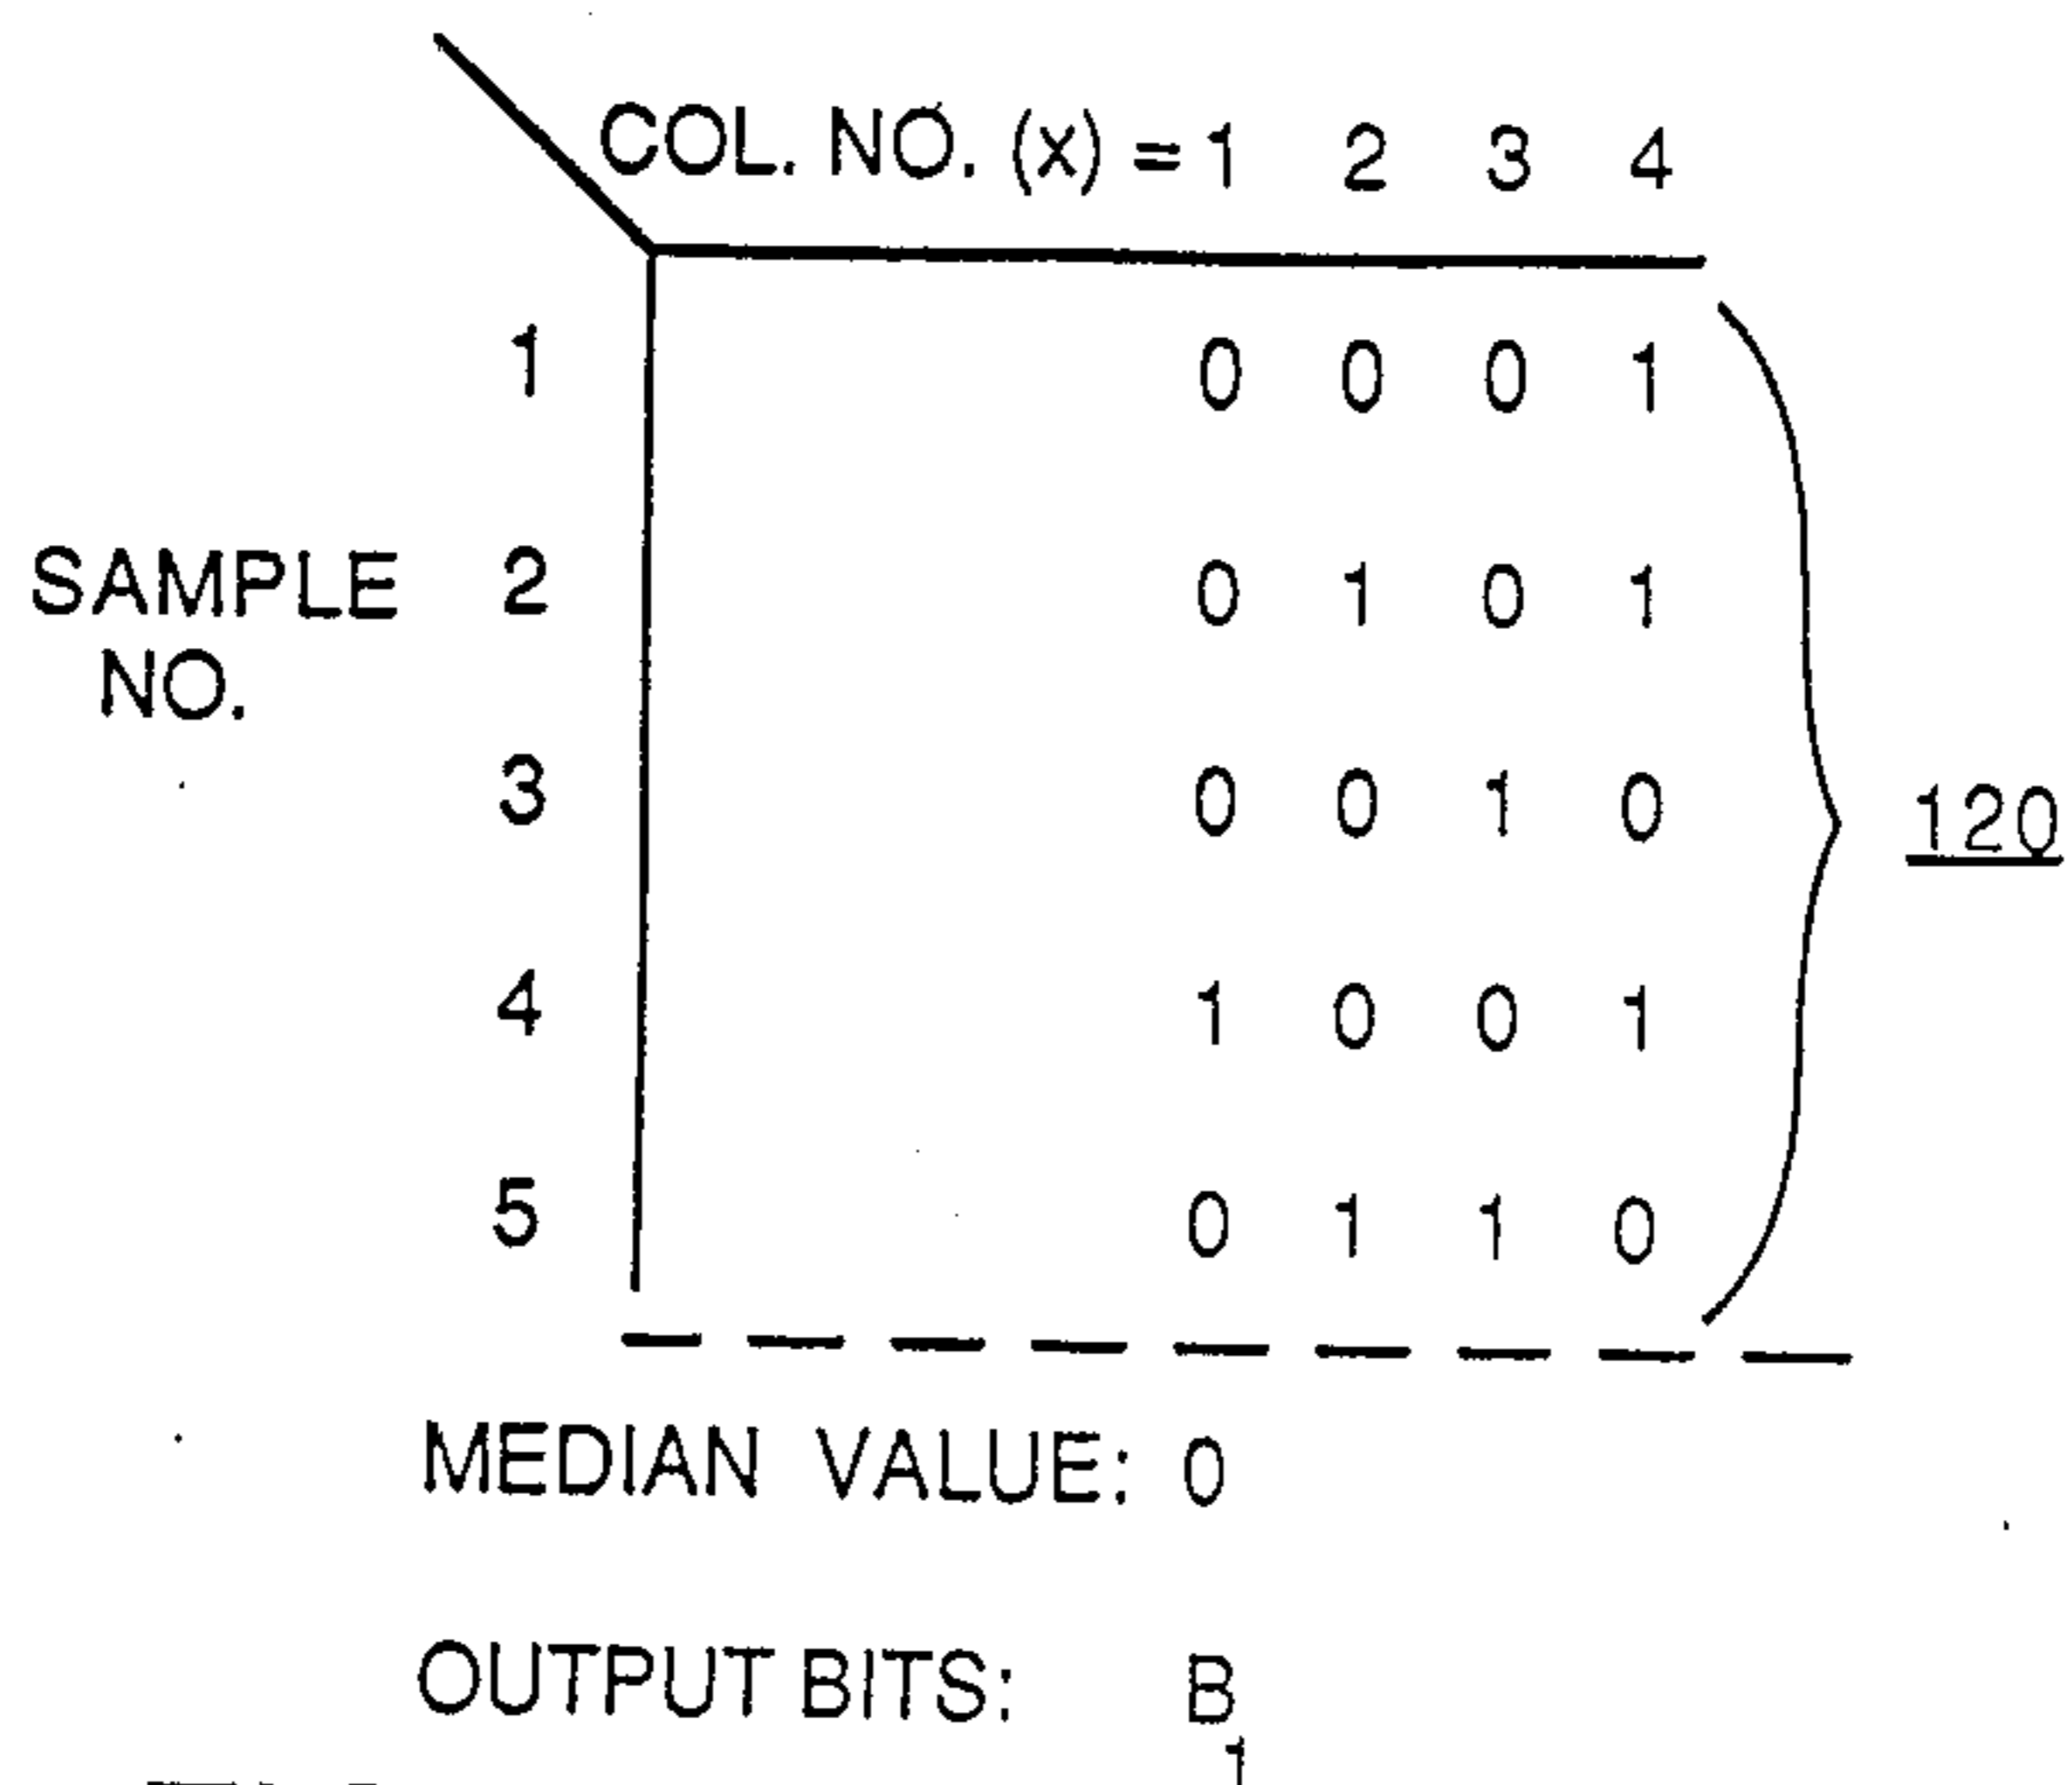 COL. NO. (x) = 1 2 3 4
1 0 0 0 1
SAMPLE NO. 2 0 1 0 1
3 0 0 1 0
120
4 1 0 0 1
5 0 1 1 0
MEDIAN VALUE: 0
OUTPUT BITS: B1